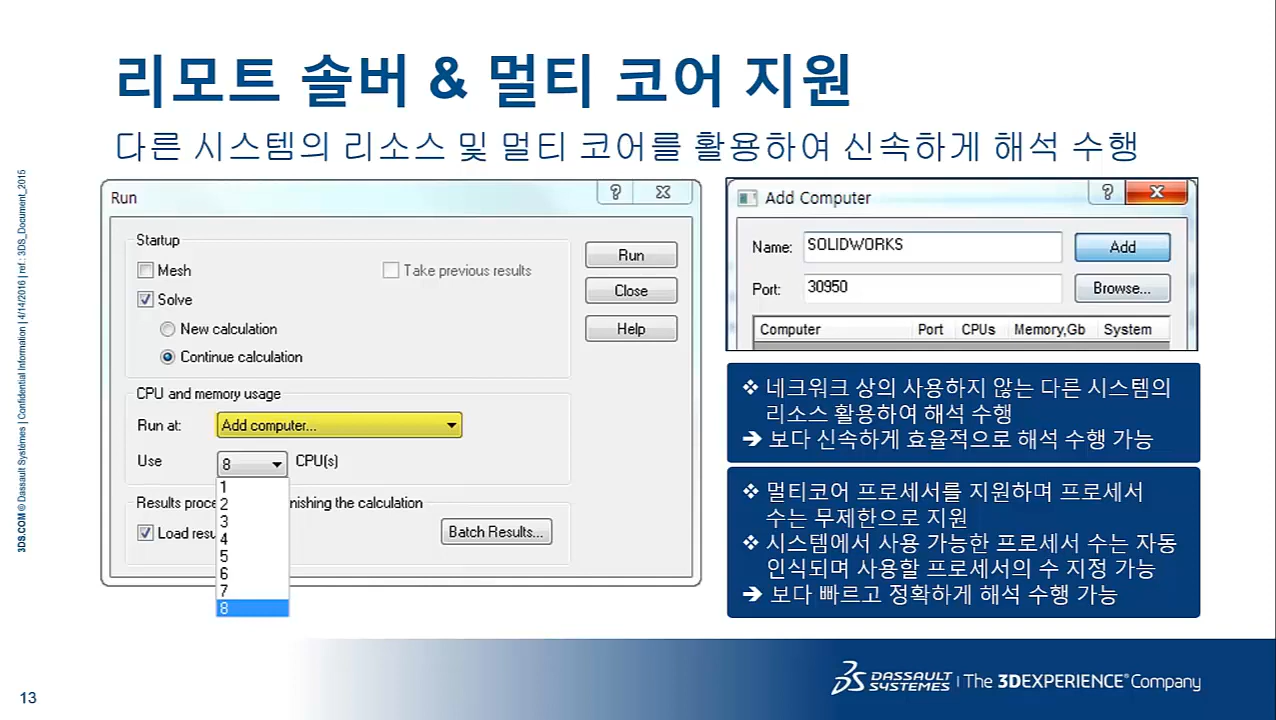 리모트 솔버 & 멀티 코어 지원
다른 시스템의 리소스 및 멀티 코어를 활용하여 신속하게 해석 수행
3DS.COM © Dassault Systèmes | Confidential Information | 4/14/2016 | ref.: 3DS_Document_2015
Run
Startup
Mesh
Take previous results
Solve
New calculation
Continue calculation
Run
Close
Help
CPU and memory usage
Run at: Add computer...
Use 8 CPU(s)
1
2
3
4
5
6
7
8
Results proce nishing the calculation
Load resu
Batch Results...
Add Computer
Name: SOLIDWORKS Add
Port: 30950 Browse...
Computer Port CPUs Memory,Gb System
❖ 네크워크 상의 사용하지 않는 다른 시스템의
리소스 활용하여 해석 수행
➔ 보다 신속하게 효율적으로 해석 수행 가능
❖ 멀티코어 프로세서를 지원하며 프로세서
수는 무제한으로 지원
❖ 시스템에서 사용 가능한 프로세서 수는 자동
인식되며 사용할 프로세서의 수 지정 가능
➔ 보다 빠르고 정확하게 해석 수행 가능
13
DASSAULT SYSTEMES | The 3DEXPERIENCE® Company